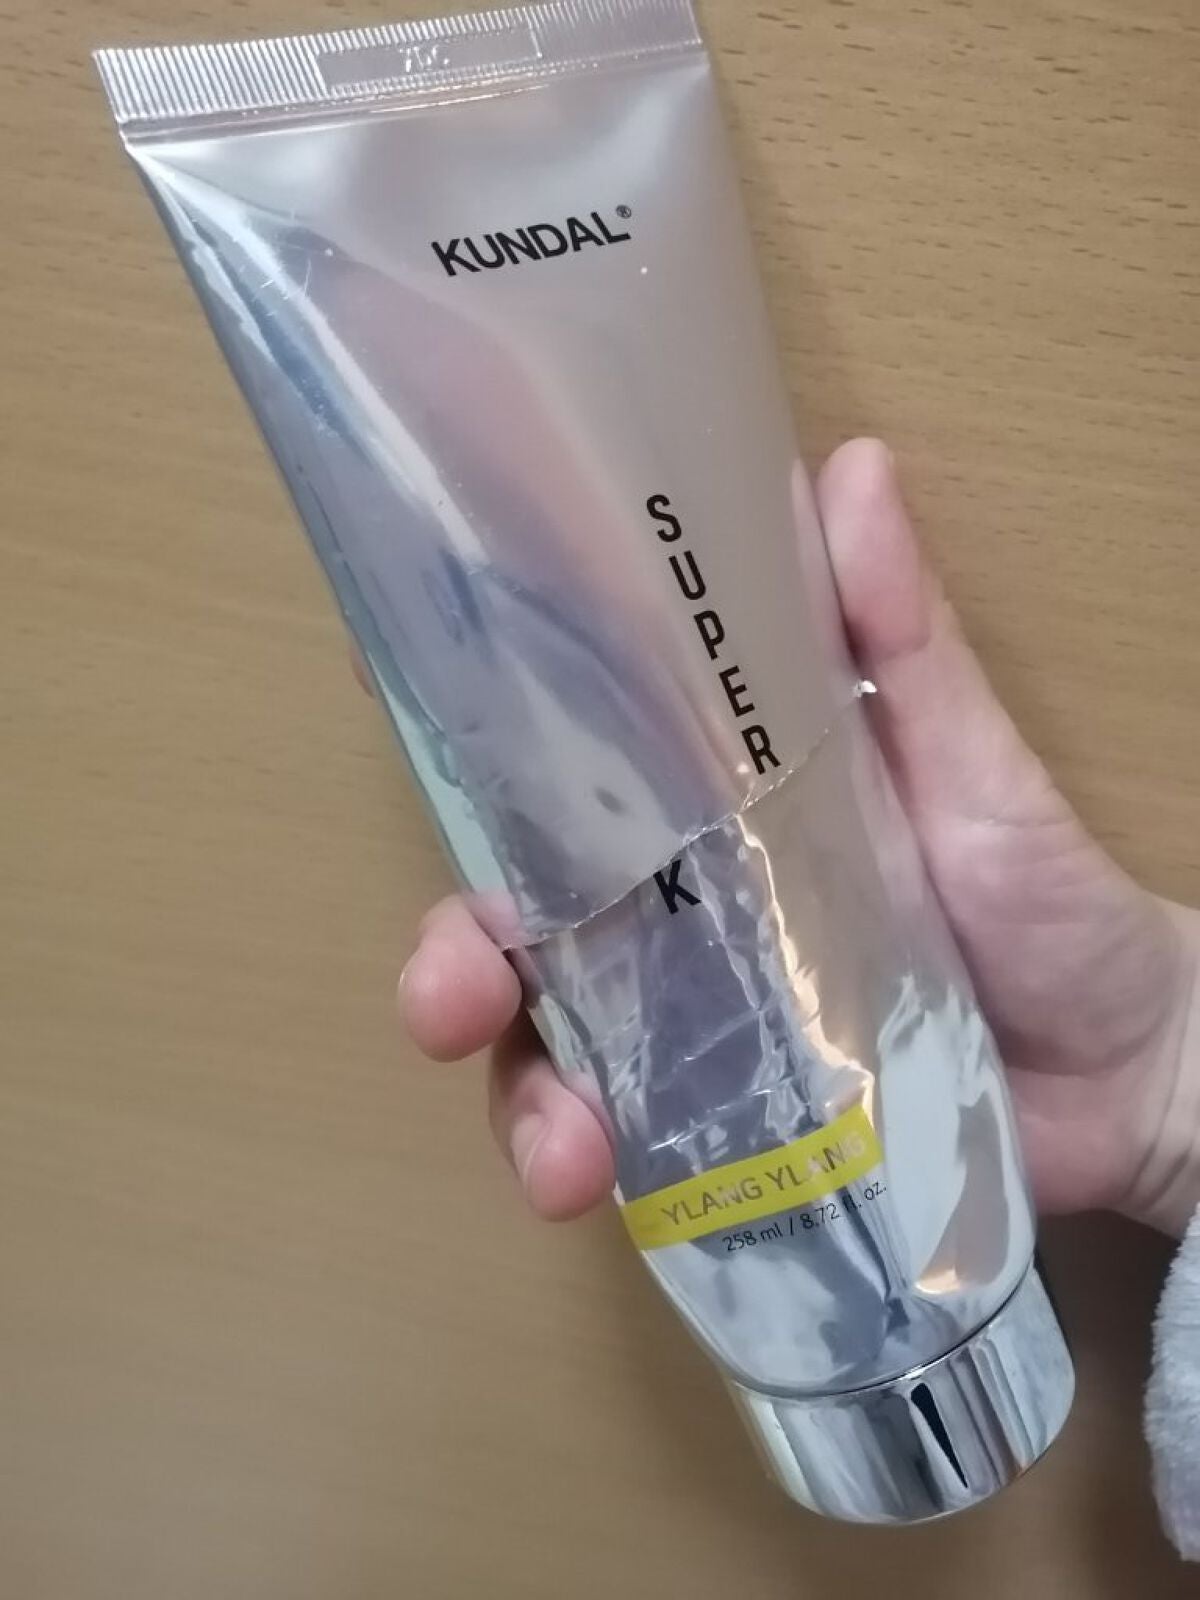 KUNDAL®
SUPER
K
YLANG YLANG
258 ml / 8.72 fl. oz.